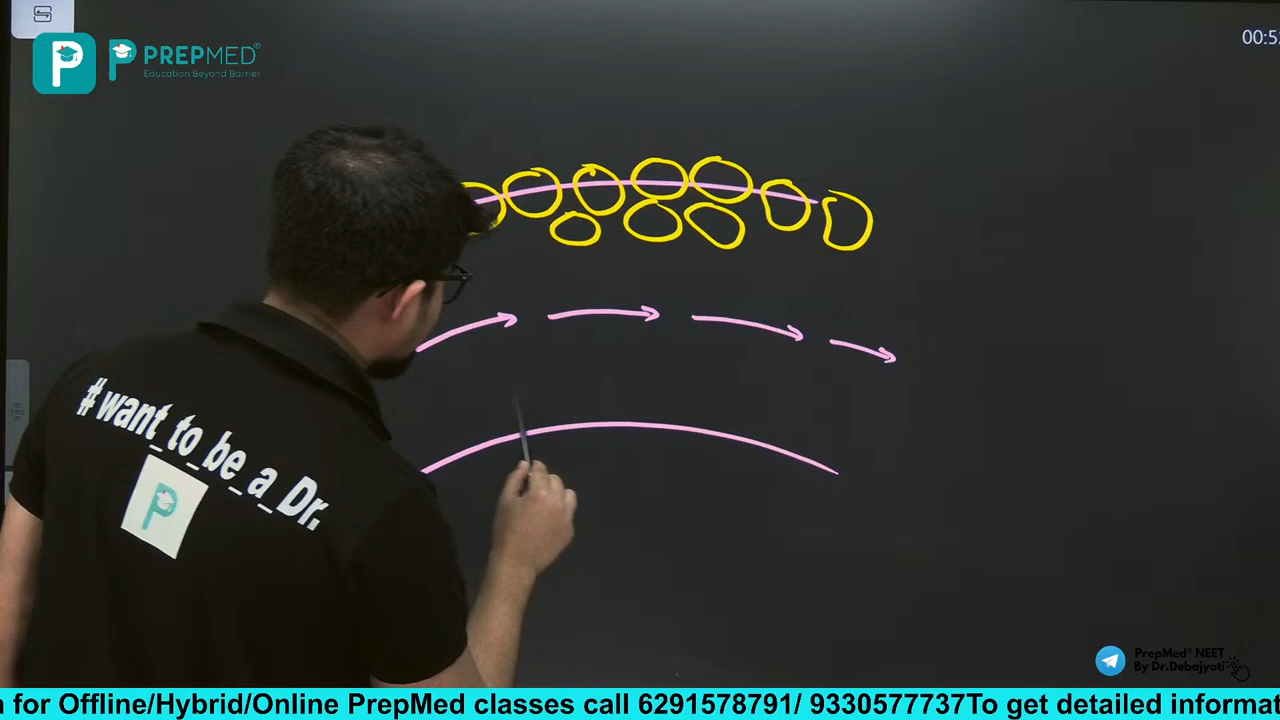 00:5
P PREPMED®
Education Beyond Barrier
#want_to_be_a_Dr.
P
PrepMed® NEET
By Dr.Debajyoti
n for Offline/Hybrid/Online PrepMed classes call 6291578791/ 9330577737To get detailed informat